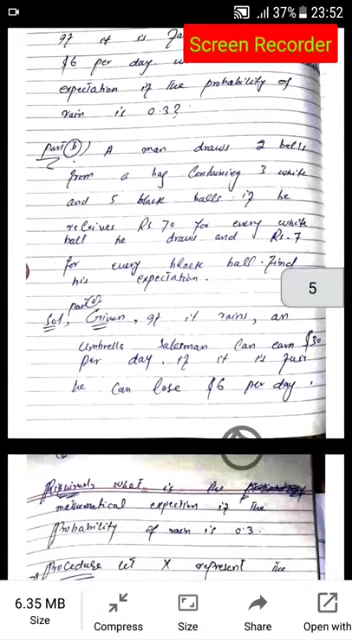 37% 23:52
Screen Recorder
If it is
$6 per day. w
expectation if the probability of
rain is 0.3?
Part (b)) A man draws 2 balls
from a bag containing 3 white
and 5 black balls if he
receives Rs 70 for every white
ball he draws and Rs. 7
for every black ball. find
his expectation.
5
part (a)
Sol, Given, If it rains, an
Umbrella Salesman can earn $30
per day. if it is fair
he can lose $6 per day.
Required, what is the
mathematical expection if the
Probability of rain is 0.3.
Procedure let X represent the
6.35 MB
Size
Compress
Size
Share
Open with